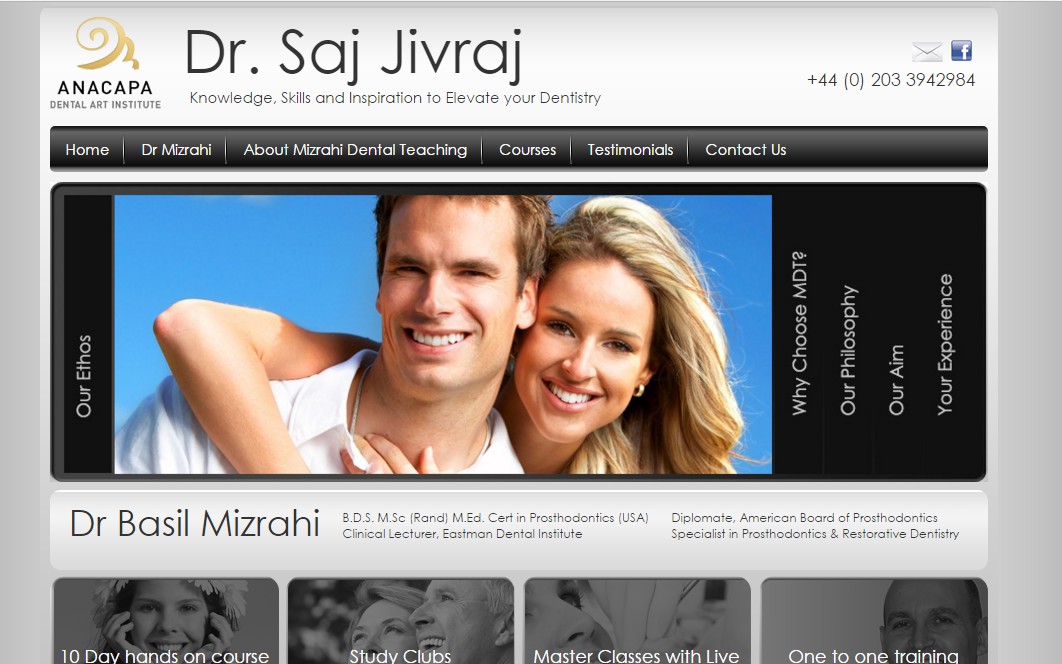 ANACAPA
DENTAL ART INSTITUTE
Dr. Saj Jivraj
Knowledge, Skills and Inspiration to Elevate your Dentistry
f
+44 (0) 203 3942984
Home Dr Mizrahi About Mizrahi Dental Teaching Courses Testimonials Contact Us
Our Ethos
Why Choose MDT?
Our Philosophy
Our Aim
Your Experience
Dr Basil Mizrahi
B.D.S. M.Sc (Rand) M.Ed. Cert in Prosthodontics (USA)
Clinical Lecturer, Eastman Dental Institute
Diplomate, American Board of Prosthodontics
Specialist in Prosthodontics & Restorative Dentistry
10 Day hands on course
Study Clubs
Master Classes with Live
One to one training